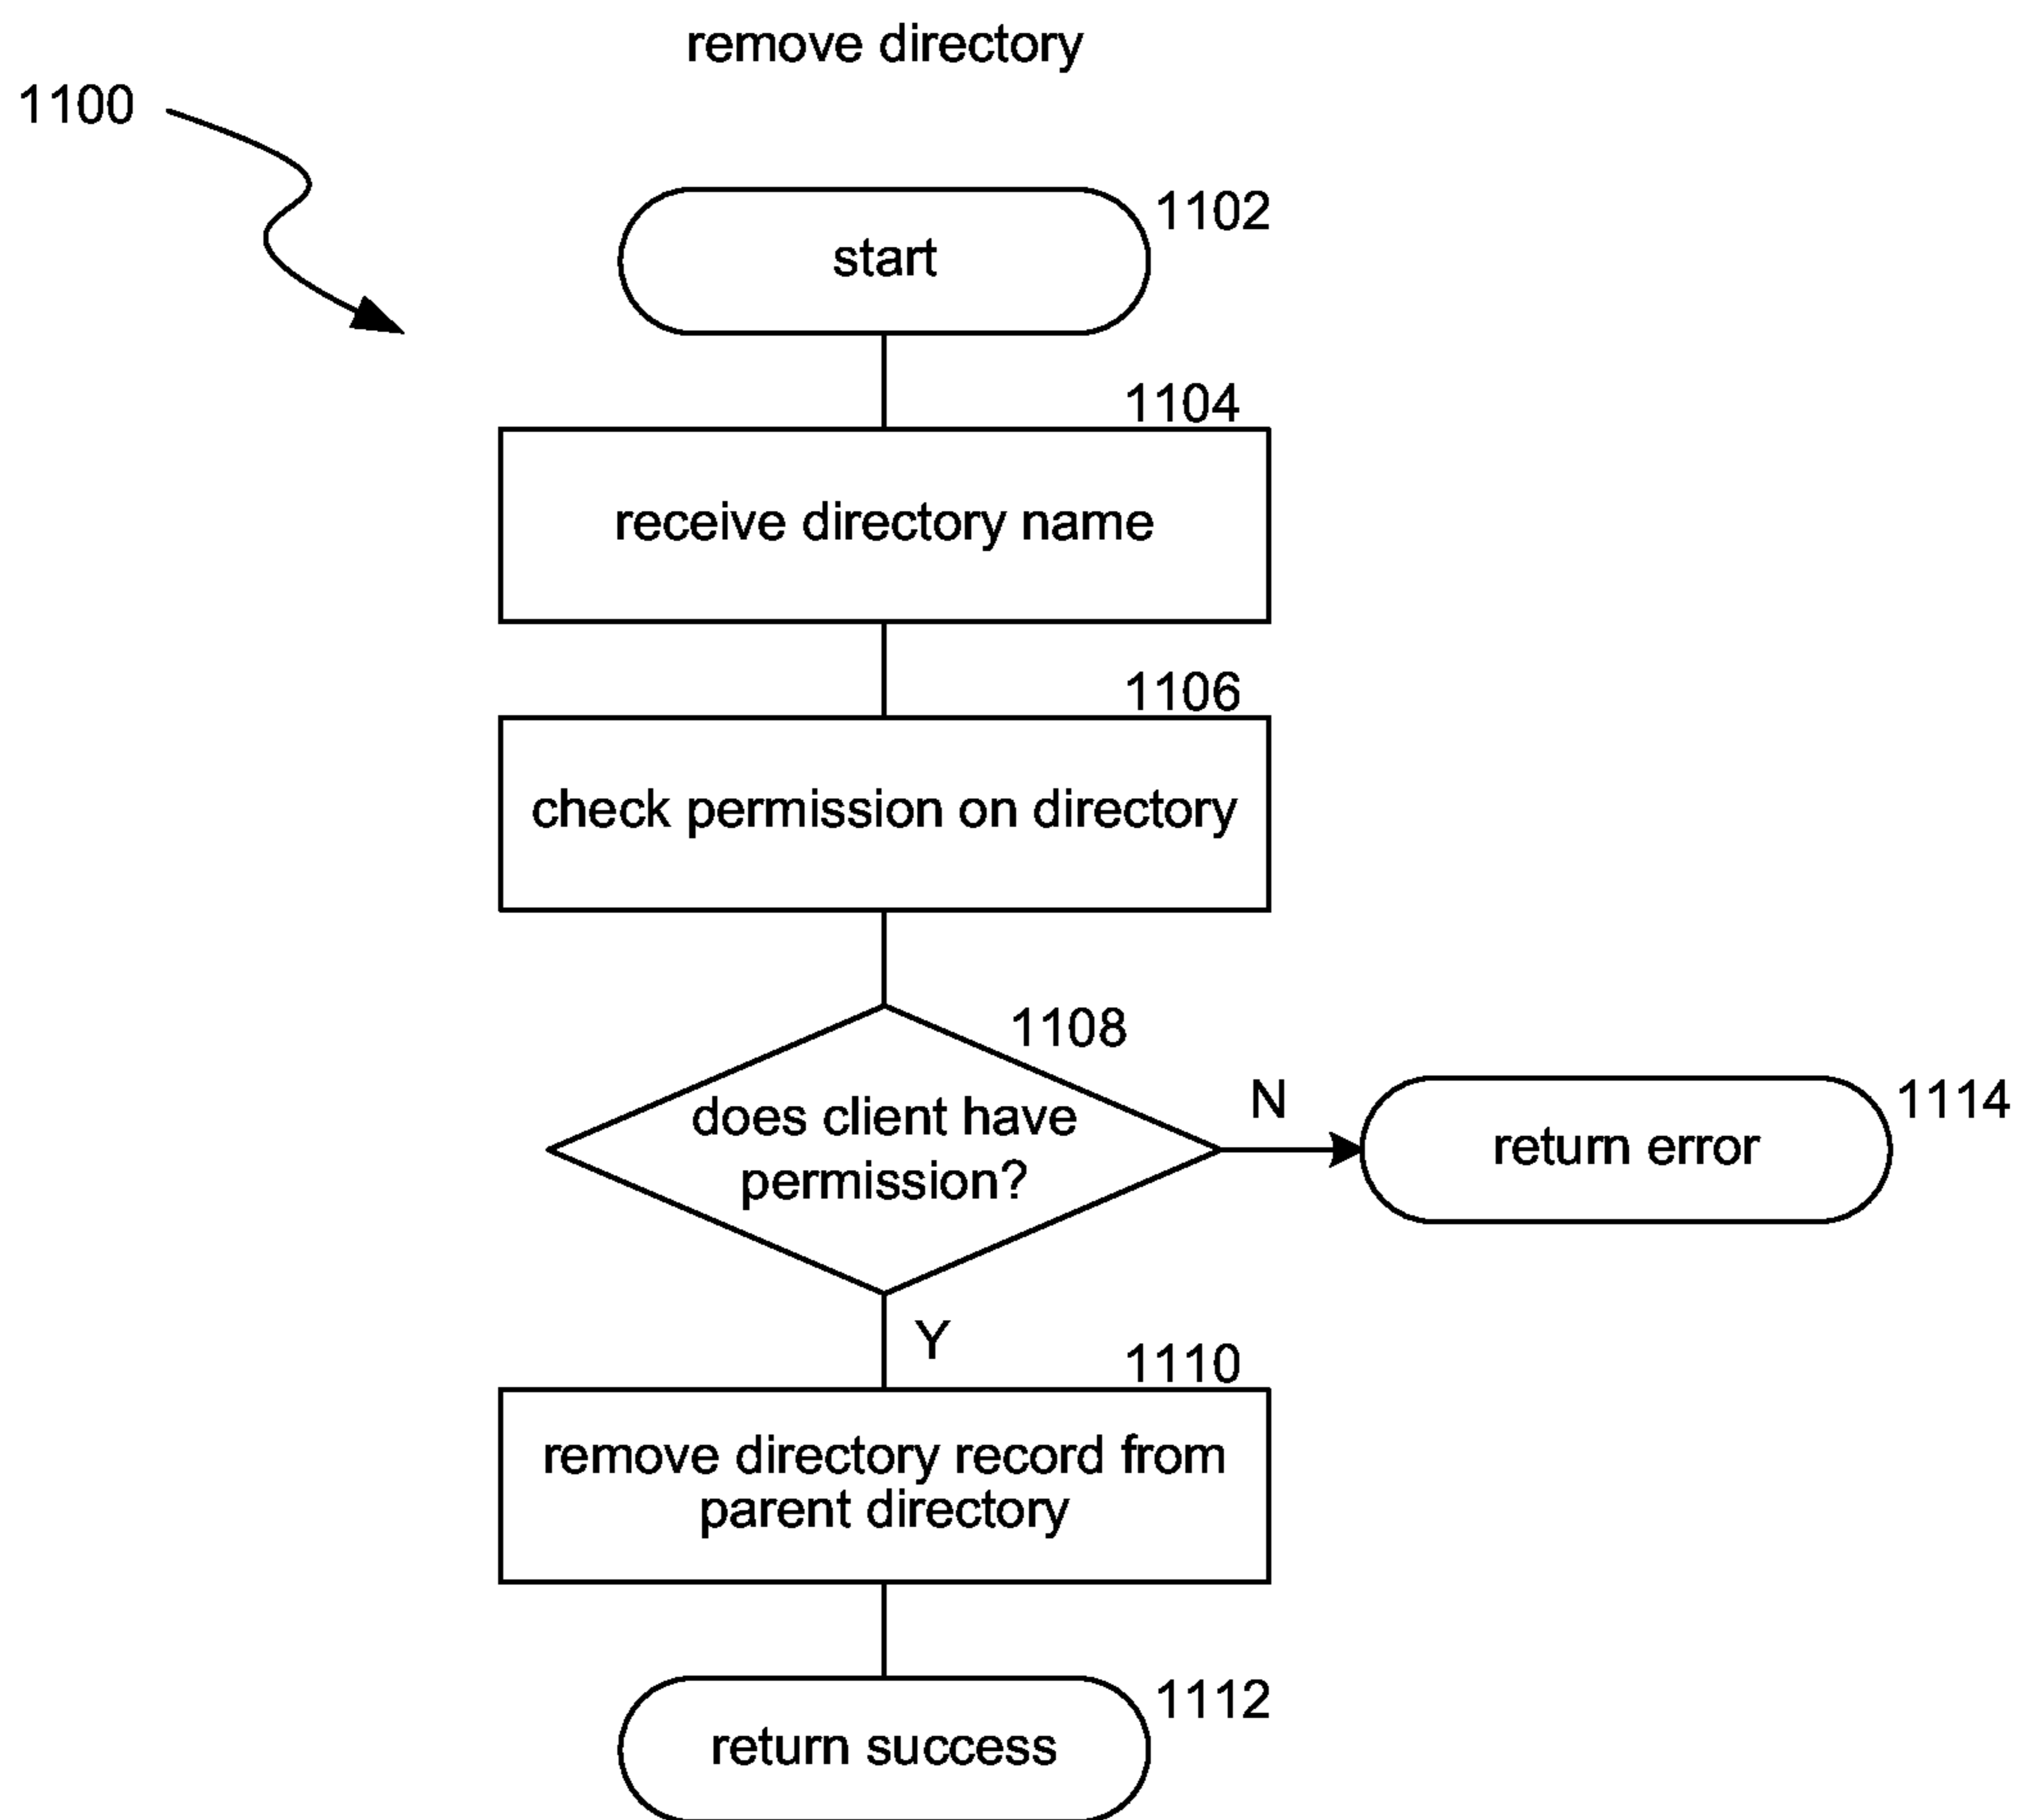 remove directory
1100
1102
start
1104
receive directory name
1106
check permission on directory
1108
does client have
permission?
N
1114
return error
Y
1110
remove directory record from
parent directory
1112
return success